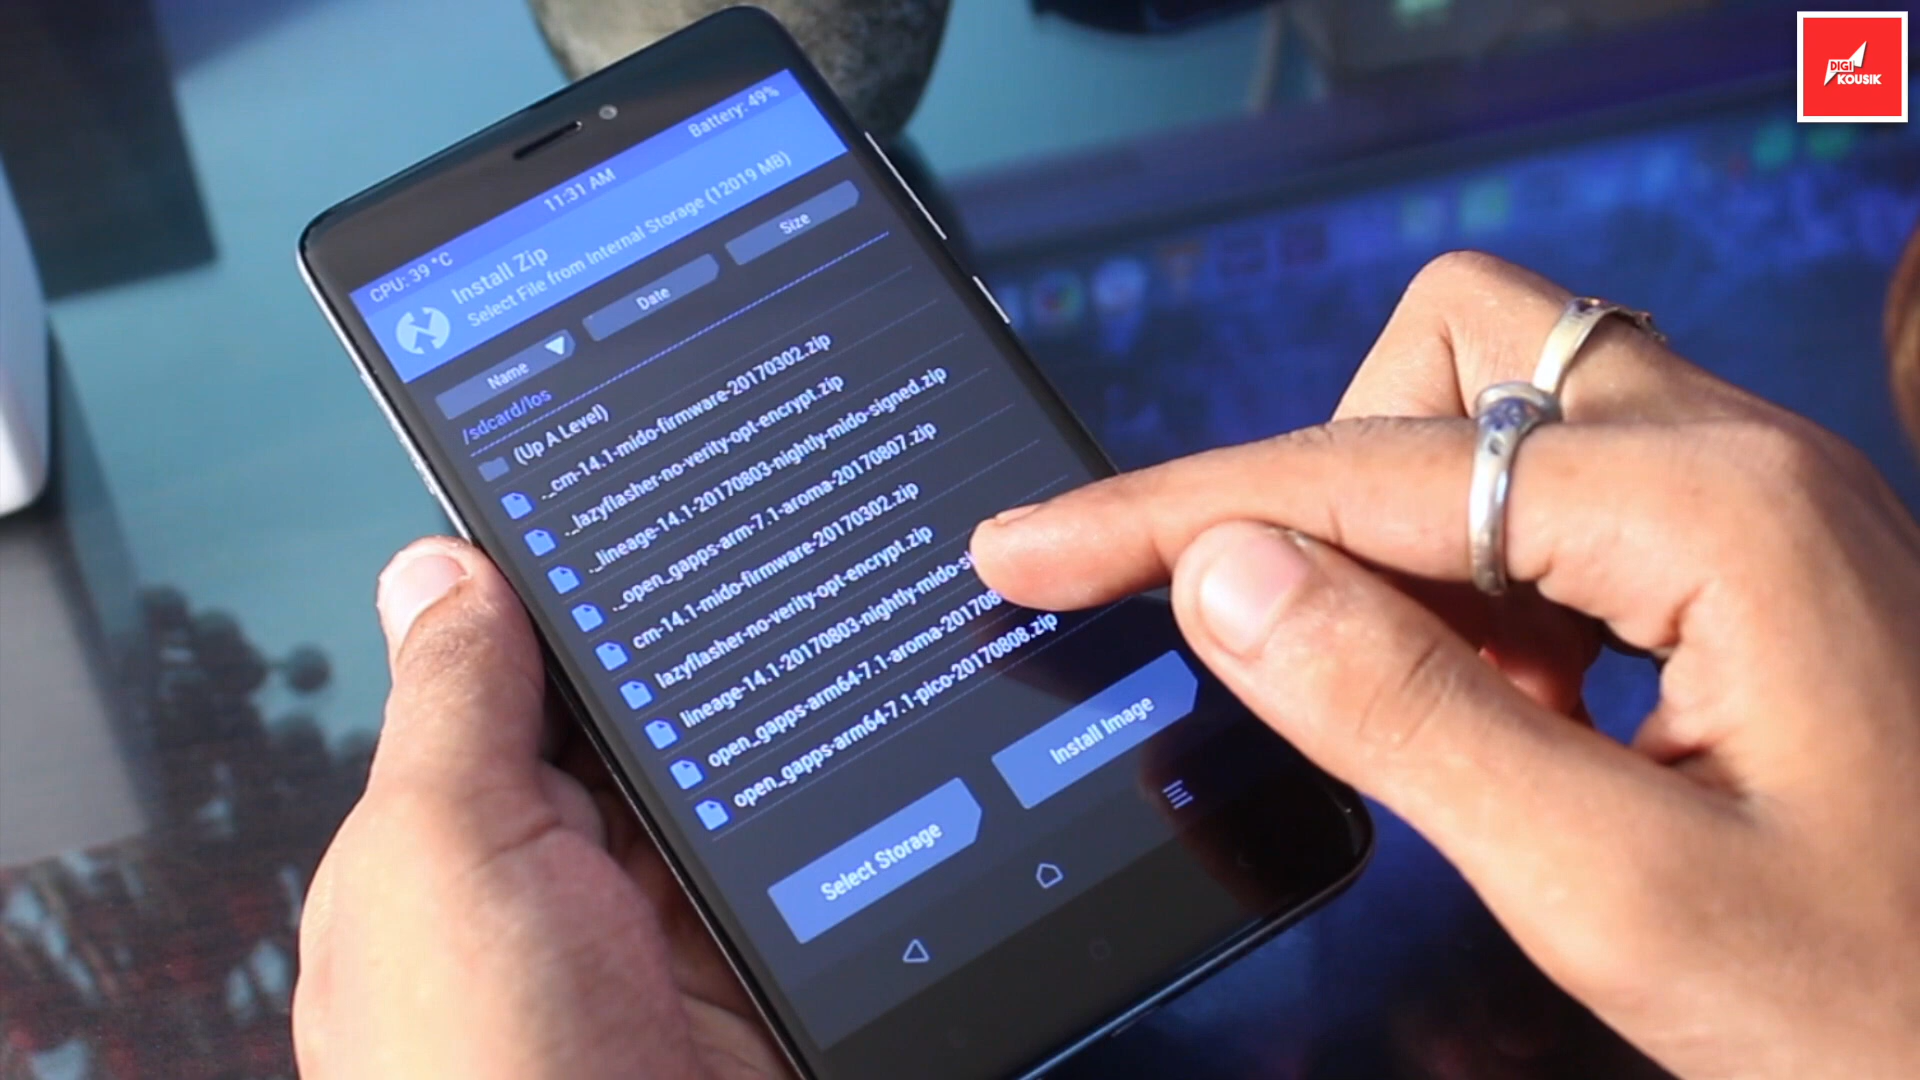 DIGI
KOUSIK
CPU: 39 °C 11:31 AM Battery: 49%
Install Zip
Select File from Internal Storage (12019 MB)
Name Date Size
/sdcard/los
(Up A Level)
._cm-14.1-mido-firmware-20170302.zip
._lazyflasher-no-verity-opt-encrypt.zip
._lineage-14.1-20170803-nightly-mido-signed.zip
._open_gapps-arm-7.1-aroma-20170807.zip
cm-14.1-mido-firmware-20170302.zip
lazyflasher-no-verity-opt-encrypt.zip
lineage-14.1-20170803-nightly-mido-s
open_gapps-arm64-7.1-aroma-201708
open_gapps-arm64-7.1-pico-20170808.zip
Select Storage Install Image